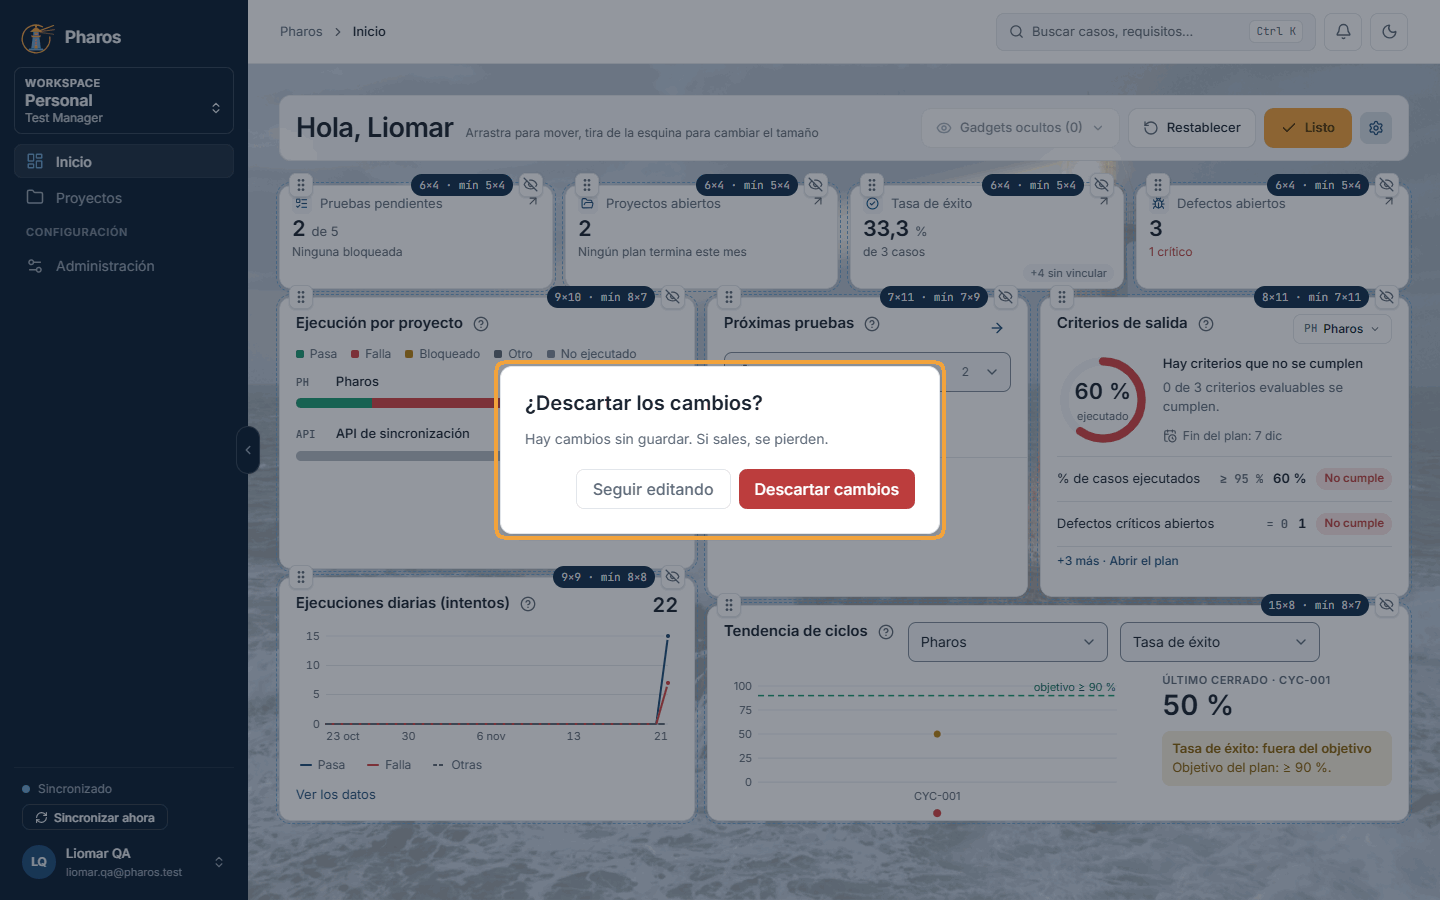 Pharos
WORKSPACE
Personal
Test Manager
Inicio
Proyectos
CONFIGURACIÓN
Administración
Sincronizado
Sincronizar ahora
LQ
Liomar QA
liomar.qa@pharos.test
Pharos > Inicio
Buscar casos, requisitos... Ctrl K
Hola, Liomar
Arrastra para mover, tira de la esquina para cambiar el tamaño
Gadgets ocultos (0)
Restablecer
Listo
6×4 · mín 5×4
Pruebas pendientes
2 de 5
Ninguna bloqueada
6×4 · mín 5×4
Proyectos abiertos
2
Ningún plan termina este mes
6×4 · mín 5×4
Tasa de éxito
33,3 %
de 3 casos
+4 sin vincular
6×4 · mín 5×4
Defectos abiertos
3
1 crítico
9×10 · mín 8×7
Ejecución por proyecto
Pasa Falla Bloqueado Otro No ejecutado
PH Pharos
API API de sincronización
7×11 · mín 7×9
Próximas pruebas
2
8×11 · mín 7×11
Criterios de salida
PH Pharos
60 %
ejecutado
Hay criterios que no se cumplen
0 de 3 criterios evaluables se
cumplen.
Fin del plan: 7 dic
% de casos ejecutados ≥ 95 % 60 % No cumple
Defectos críticos abiertos = 0 1 No cumple
+3 más · Abrir el plan
¿Descartar los cambios?
Hay cambios sin guardar. Si sales, se pierden.
Seguir editando
Descartar cambios
9×9 · mín 8×8
Ejecuciones diarias (intentos)
22
15
10
5
0
23 oct 30 6 nov 13 21
Pasa Falla Otras
Ver los datos
15×8 · mín 8×7
Tendencia de ciclos
Pharos
Tasa de éxito
100
75
50
25
0
objetivo ≥ 90 %
CYC-001
ÚLTIMO CERRADO · CYC-001
50 %
Tasa de éxito: fuera del objetivo
Objetivo del plan: ≥ 90 %.